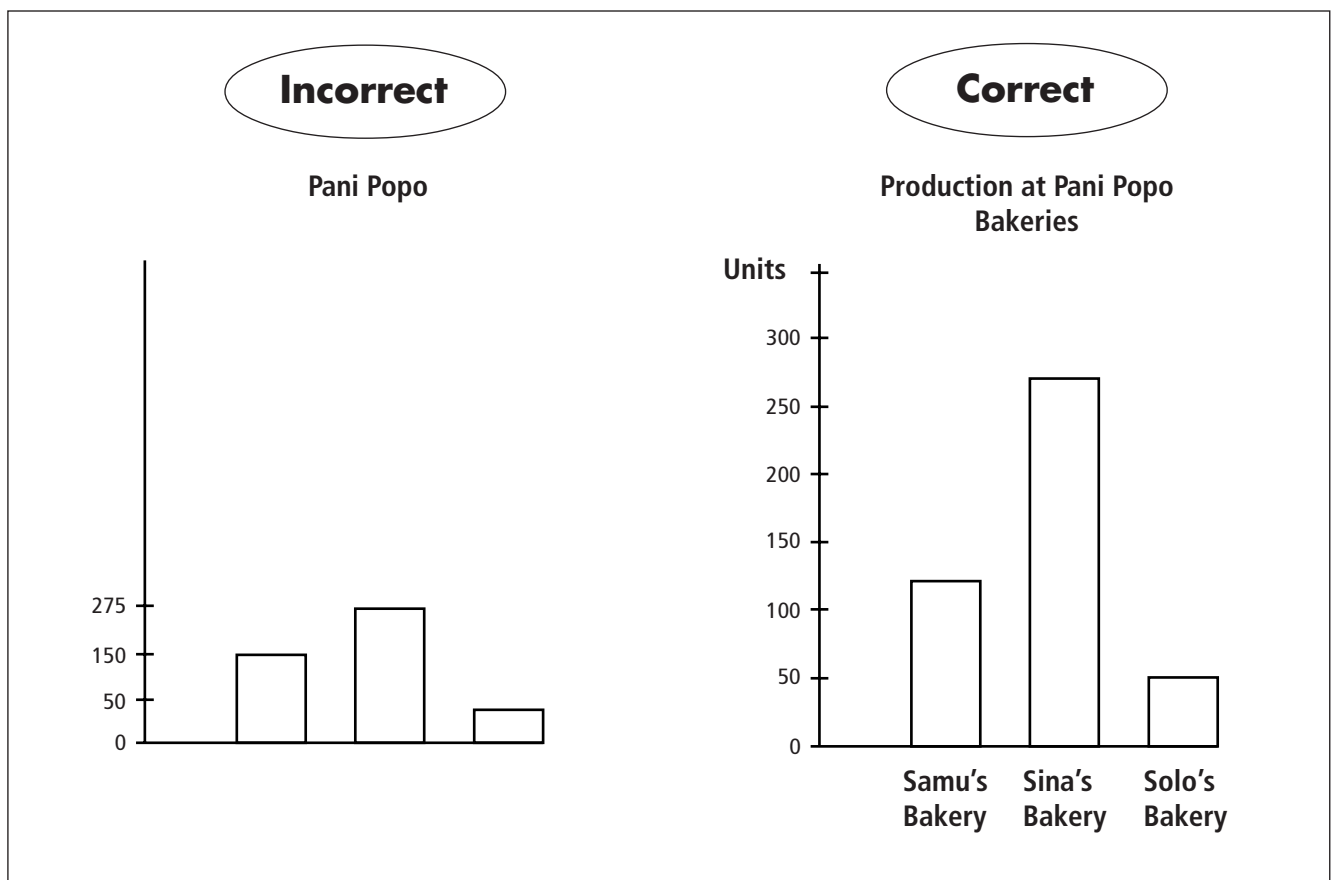 Incorrect
Pani Popo
275
150
50
0
Correct
Production at Pani Popo
Bakeries
Units
300
250
200
150
100
50
0
Samu's
Bakery
Sina's
Bakery
Solo's
Bakery